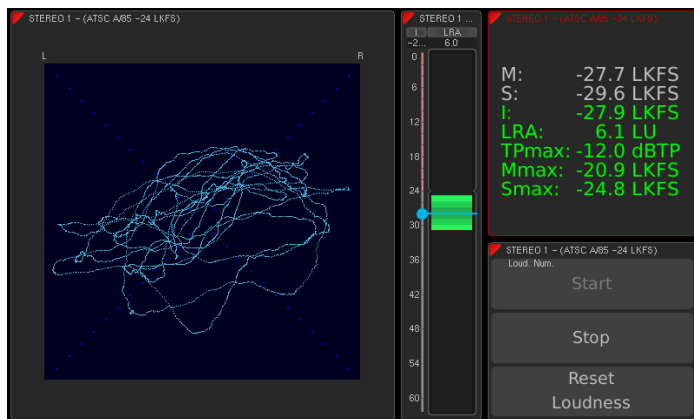 STEREO 1 - (ATSC A/85 -24 LKFS)
L R
STEREO 1 ...
I LRA
-2... 6.0
0
6
12
18
24
30
36
42
48
54
60
STEREO 1 - (ATSC A/85 -24 LKFS)
M: -27.7 LKFS
S: -29.6 LKFS
I: -27.9 LKFS
LRA: 6.1 LU
TPmax: -12.0 dBTP
Mmax: -20.9 LKFS
Smax: -24.8 LKFS
STEREO 1 - (ATSC A/85 -24 LKFS)
Loud. Num.
Start
Stop
Reset
Loudness